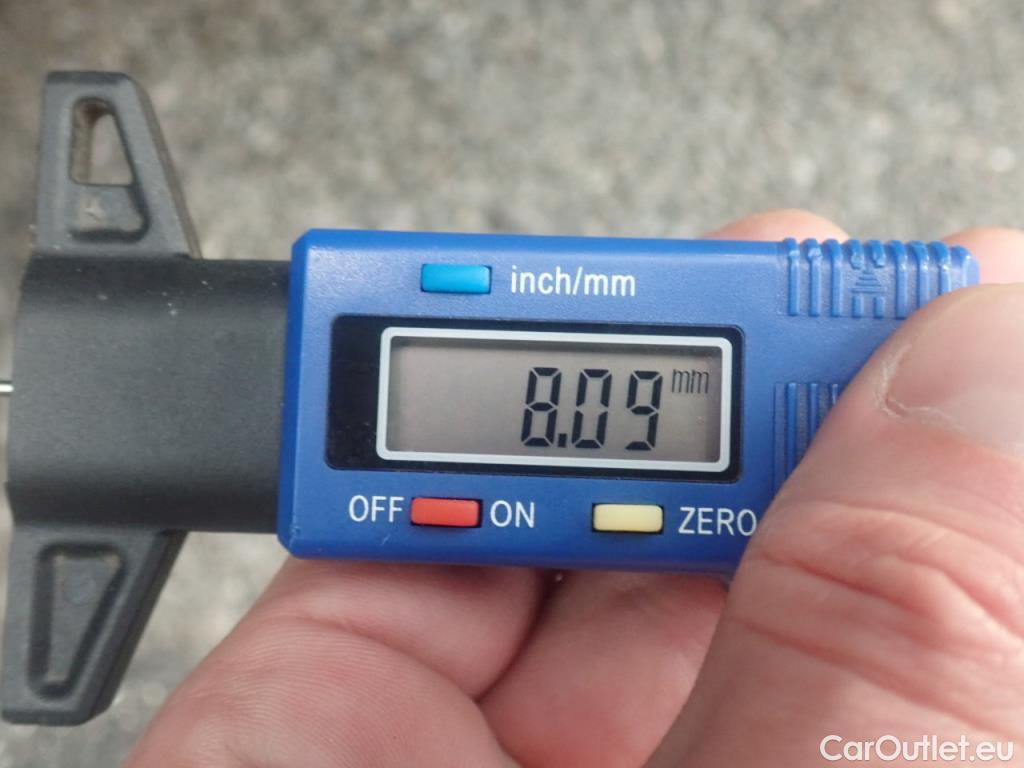 inch/mm
8.09 mm
OFF ON ZERO
CarOutlet.eu